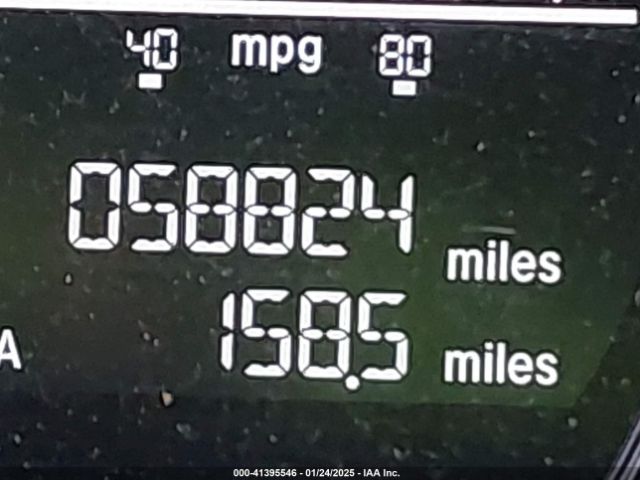 40 mpg 80
058824 miles
A 158.5 miles
000-41395546 - 01/24/2025 - IAA Inc.